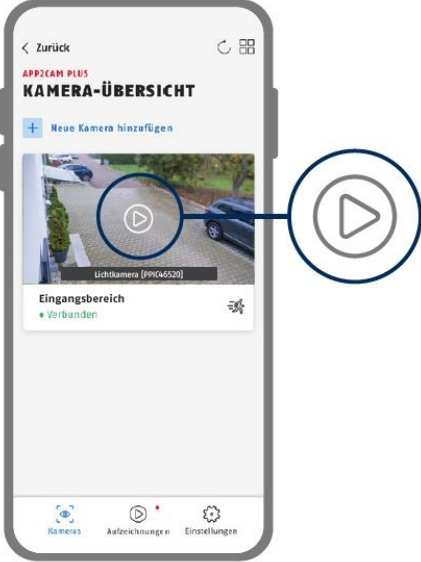 Zurück
APP2CAM PLUS
KAMERA-ÜBERSICHT
+ Neue Kamera hinzufügen
Lichtkamera [PPIC46520]
Eingangsbereich
• Verbunden
Kameras Aufzeichnungen Einstellungen